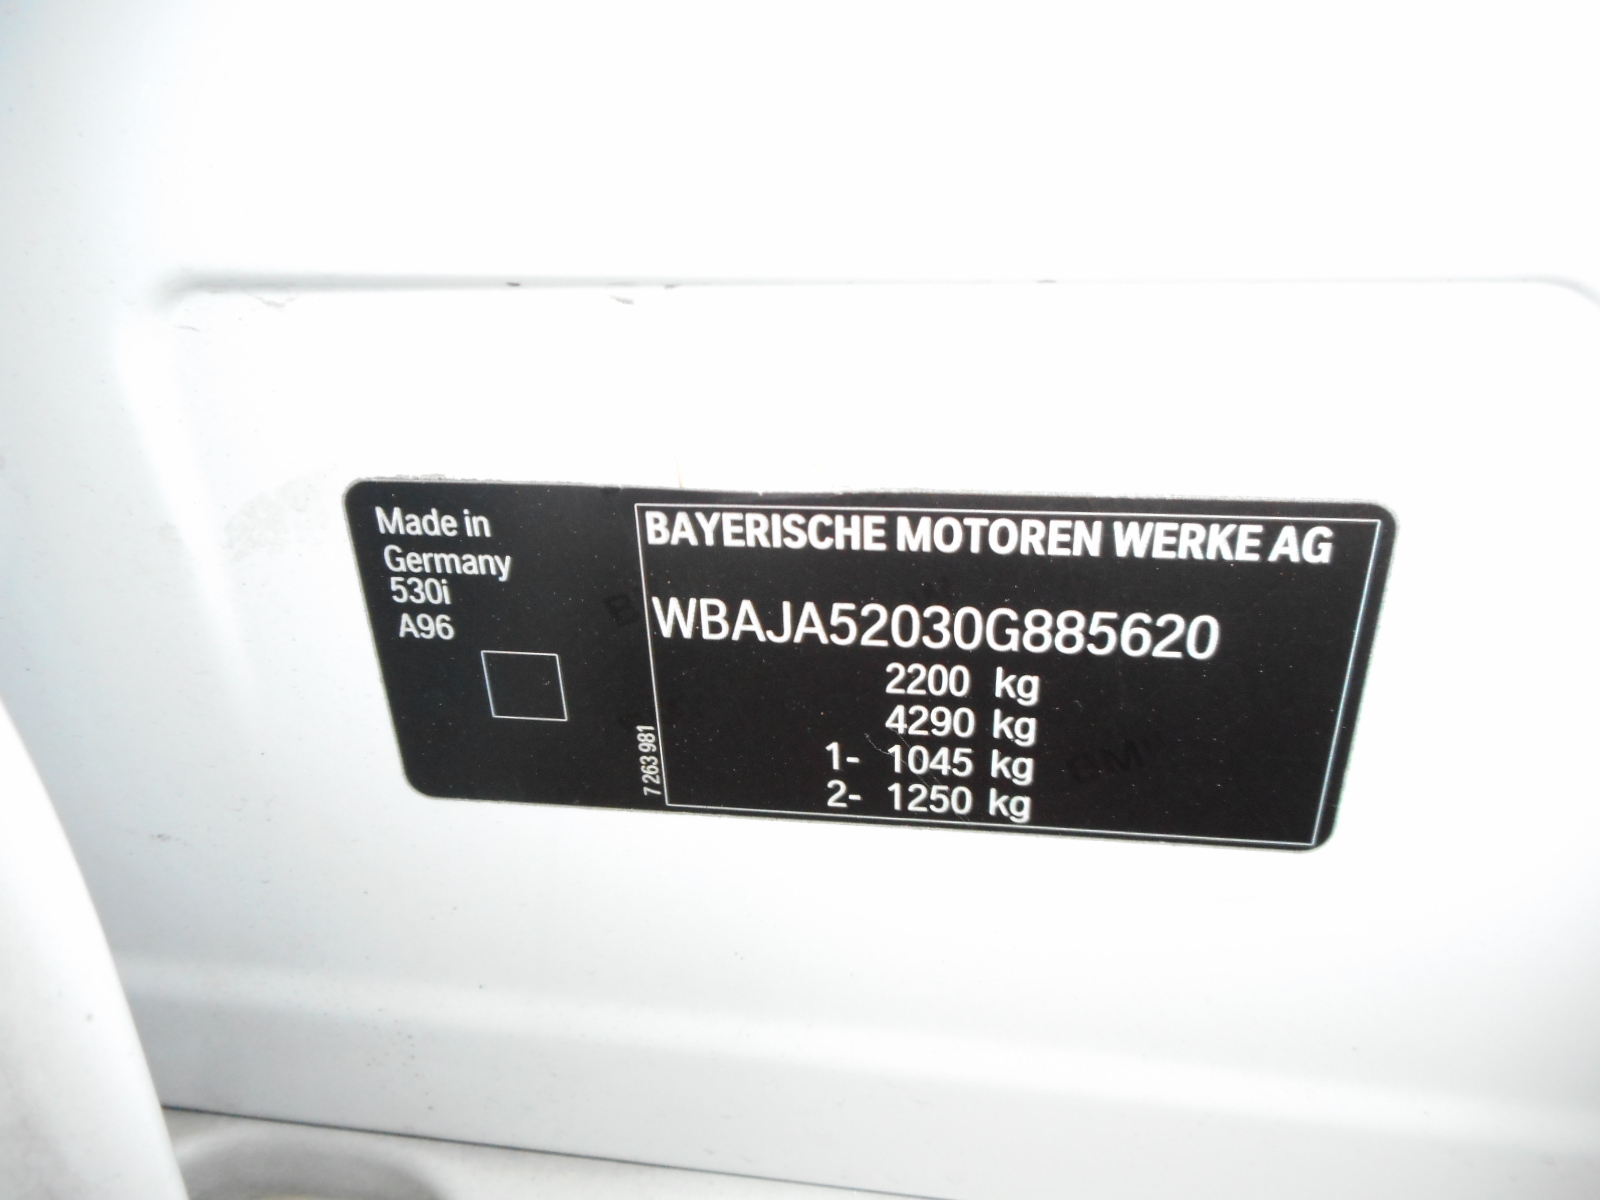 Made in
Germany
530i
A96
7 263 981
BAYERISCHE MOTOREN WERKE AG
WBAJA52030G885620
2200 kg
4290 kg
1- 1045 kg
2- 1250 kg